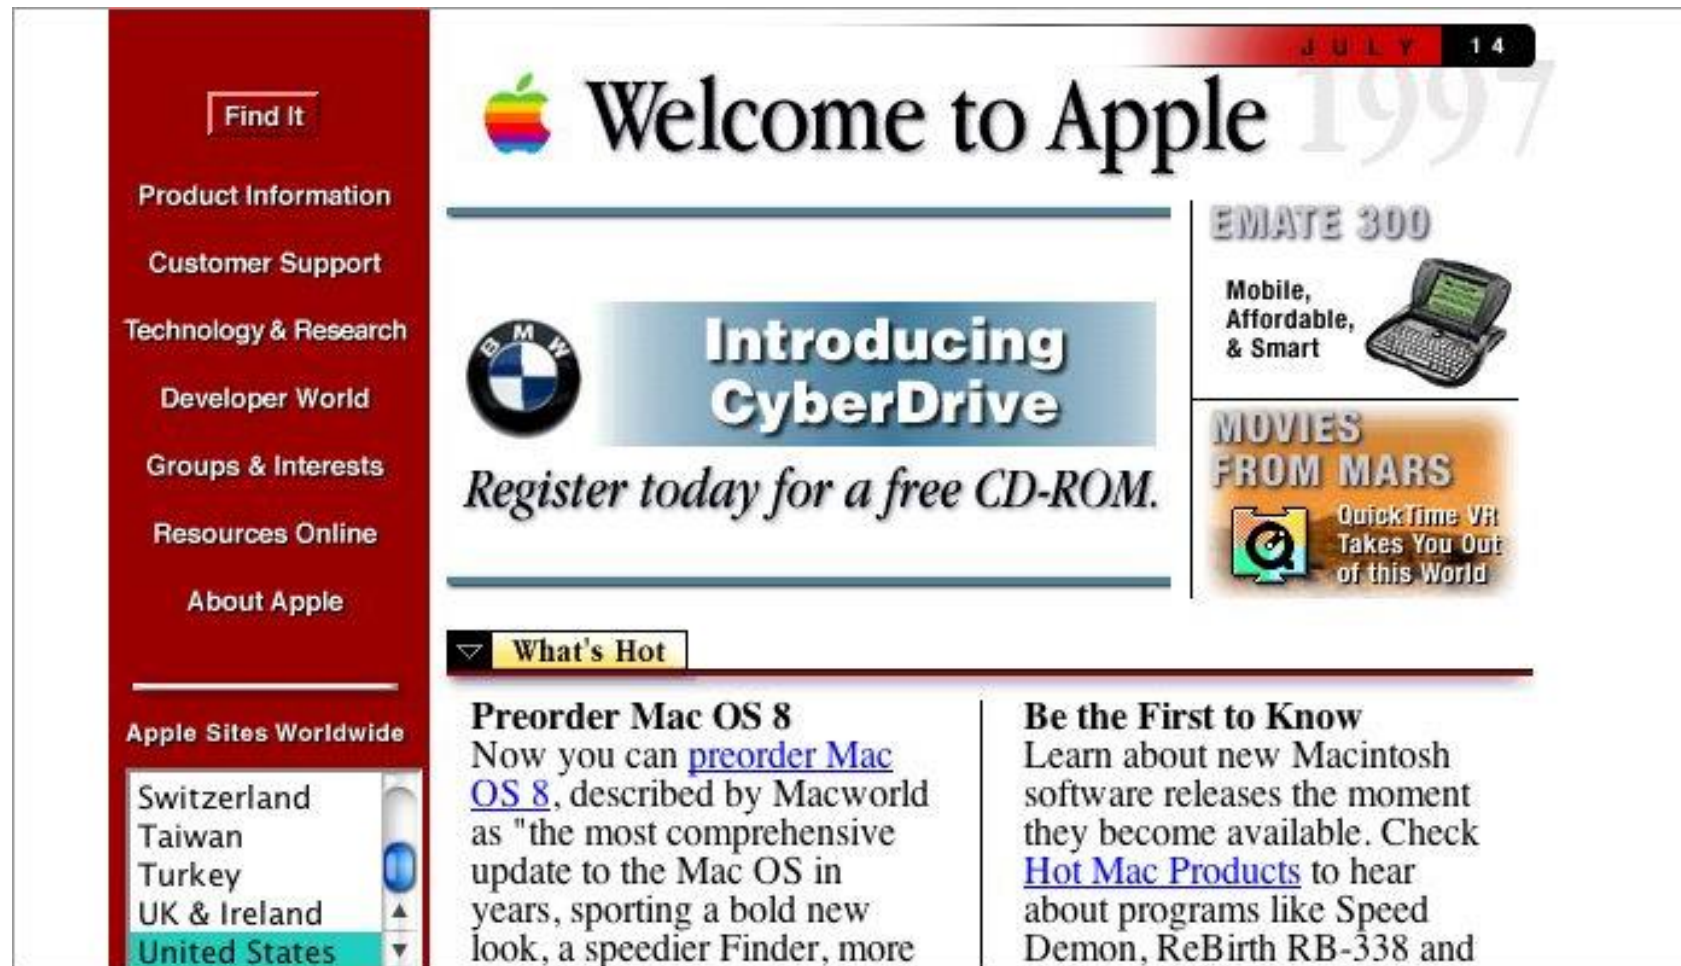 Find It
Product Information
Customer Support
Technology & Research
Developer World
Groups & Interests
Resources Online
About Apple
Apple Sites Worldwide
Switzerland
Taiwan
Turkey
UK & Ireland
United States
JULY 14
1997
Welcome to Apple
BMW
Introducing
CyberDrive
Register today for a free CD-ROM.
EMATE 300
Mobile,
Affordable,
& Smart
MOVIES
FROM MARS
QuickTime VR
Takes You Out
of this World
What's Hot
Preorder Mac OS 8
Now you can preorder Mac
OS 8, described by Macworld
as "the most comprehensive
update to the Mac OS in
years, sporting a bold new
look, a speedier Finder, more
Be the First to Know
Learn about new Macintosh
software releases the moment
they become available. Check
Hot Mac Products to hear
about programs like Speed
Demon, ReBirth RB-338 and